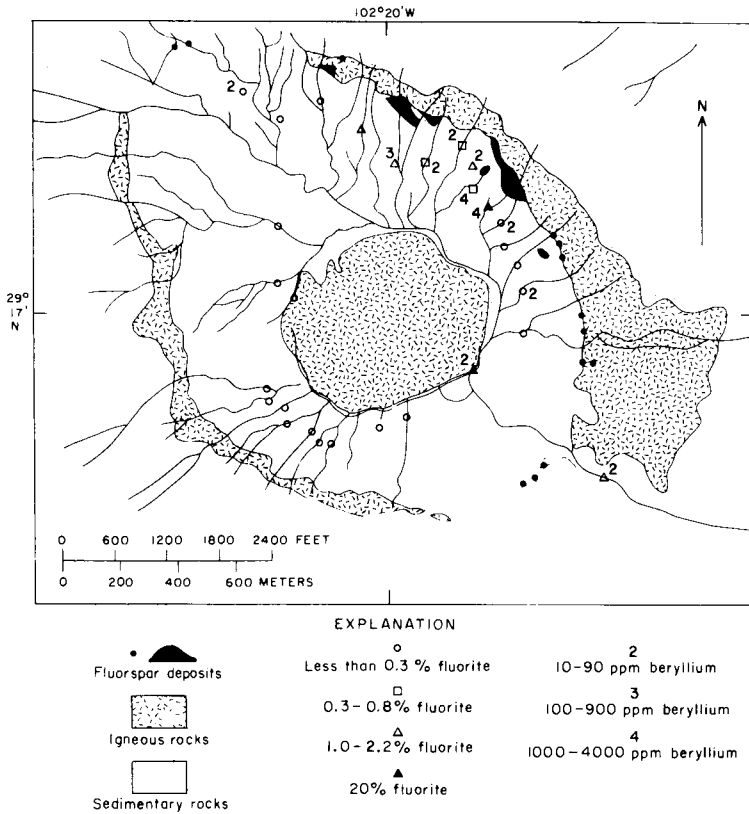 102°20'W
2
2
2
3
2
4
4
2
N
2
29°
17'
N
2
2
0 600 1200 1800 2400 FEET
0 200 400 600 METERS
EXPLANATION
Fluorspar deposits
Igneous rocks
Sedimentary rocks
Less than 0.3 % fluorite
0.3-0.8% fluorite
1.0-2.2% fluorite
20% fluorite
2
10-90 ppm beryllium
3
100-900 ppm beryllium
4
1000-4000 ppm beryllium